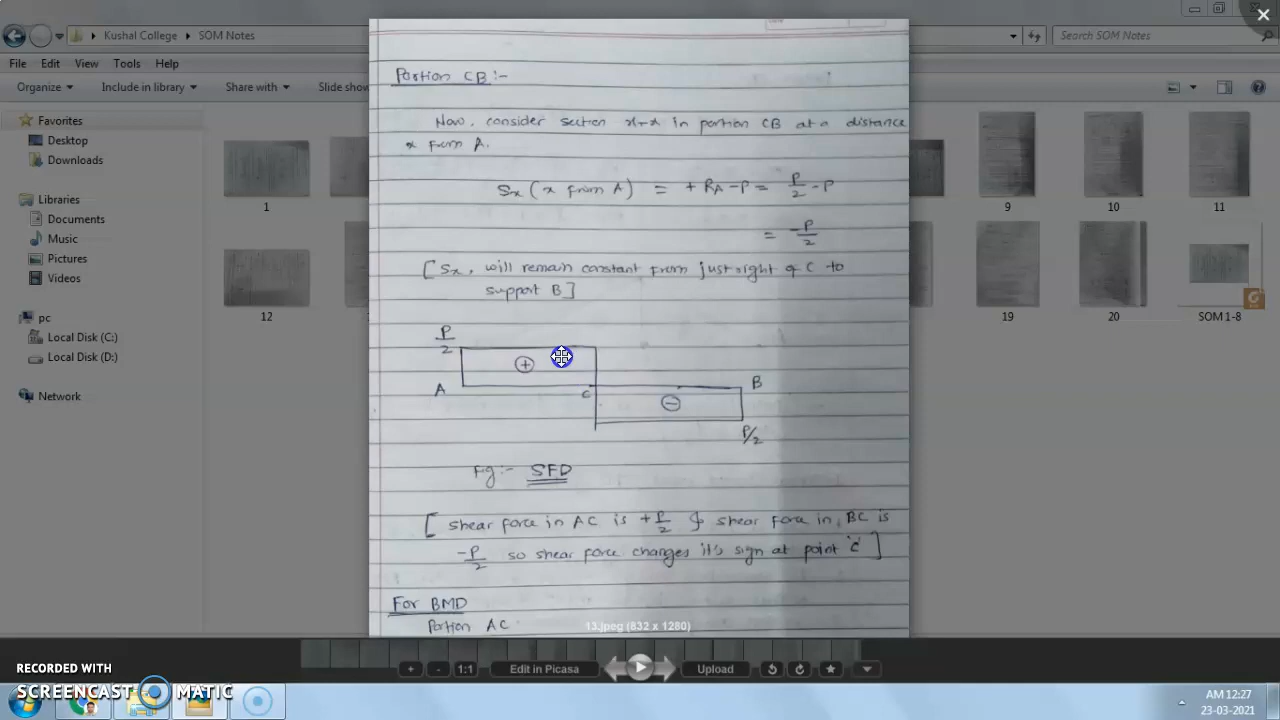 Kushal College
SOM Notes
Search SOM Notes
File
Edit
View
Tools
Help
Organize
Include in library
Share with
Slide show
Favorites
Desktop
Downloads
Libraries
Documents
Music
Pictures
Videos
pc
Local Disk (C:)
Local Disk (D:)
Network
1
12
9
10
11
19
20
SOM 1-8
Portion CB :-
Now, consider section x-x in portion CB at a distance
x from A.
Sx (x from A) = + RA - P = P/2 - P
= -P/2
[ Sx, will remain constant from just right of C to
support B ]
P/2
+
A
C
B
-
P/2
Fig :- SFD
[ shear force in AC is +P/2 & shear force in BC is
-P/2 so shear force changes it's sign at point 'C' ]
For BMD
Portion AC
13.jpeg (832 x 1280)
+
-
1:1
Edit in Picasa
Upload
RECORDED WITH
SCREENCAST MATIC
AM 12:27
23-03-2021